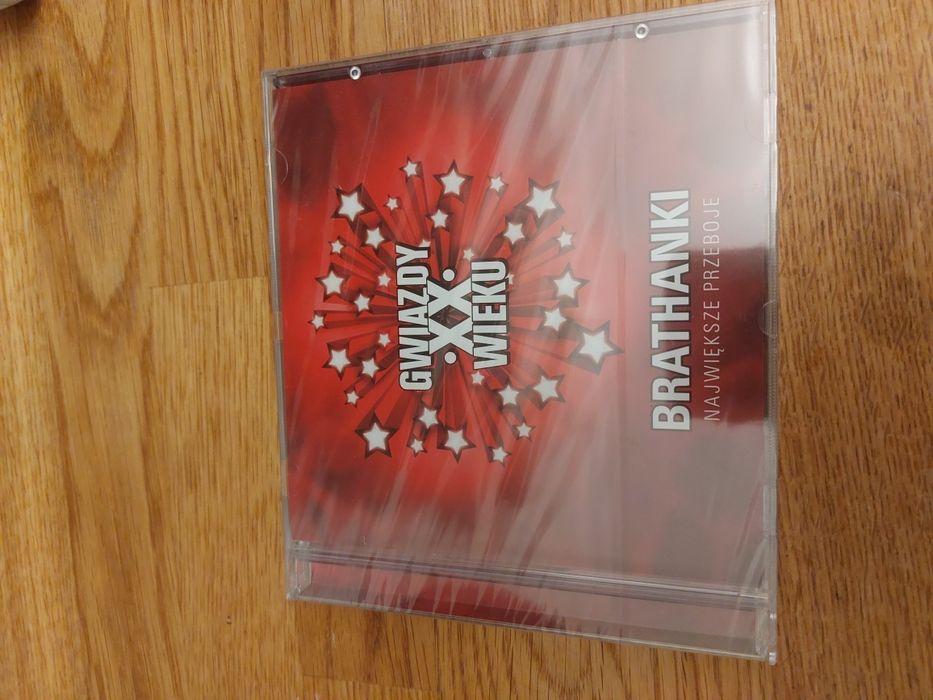 GWIAZDY
•XX•
WIEKU
BRATHANKI
NAJWIĘKSZE PRZEBOJE